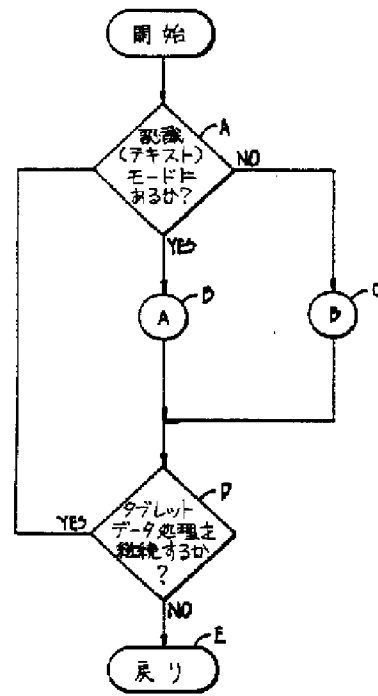 開始
認識
(テキスト)
モードに
あるか?
A
NO
YES
A
B
B
C
タブレット
データ処理を
継続するか
?
D
YES
NO
戻り
E